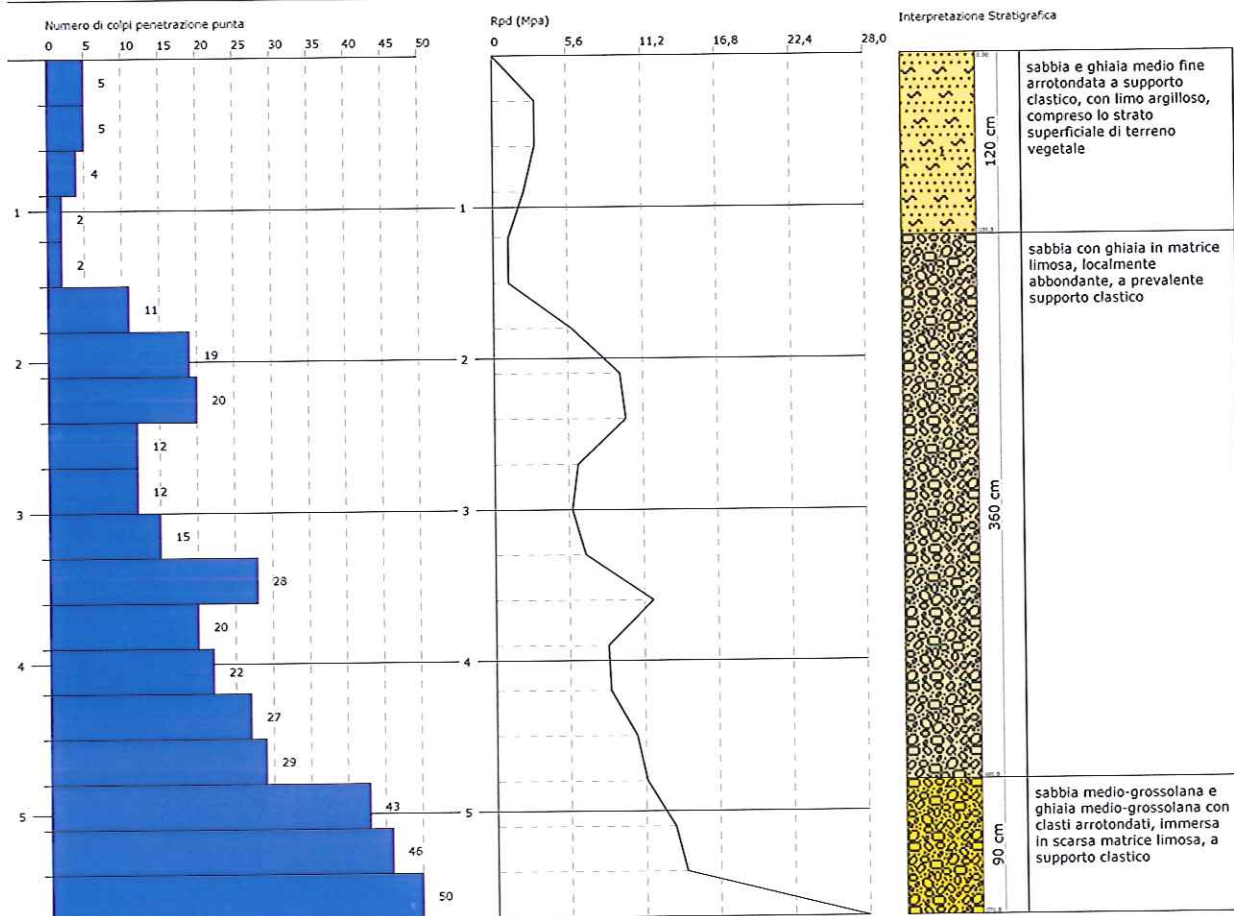 Numero di colpi penetrazione punta
0 5 10 15 20 25 30 35 40 45 50
5
5
4
1
2
2
11
19
2
20
12
12
3
15
28
20
4
22
27
29
43
5
46
50
Rpd (Mpa)
0 5,6 11,2 16,8 22,4 28,0
1
2
3
4
5
Interpretazione Stratigrafica
1
120 cm
sabbia e ghiaia medio fine
arrotondata a supporto
clastico, con limo argilloso,
compreso lo strato
superficiale di terreno
vegetale
360 cm
sabbia con ghiaia in matrice
limosa, localmente
abbondante, a prevalente
supporto clastico
90 cm
sabbia medio-grossolana e
ghiaia medio-grossolana con
clasti arrotondati, immersa
in scarsa matrice limosa, a
supporto clastico